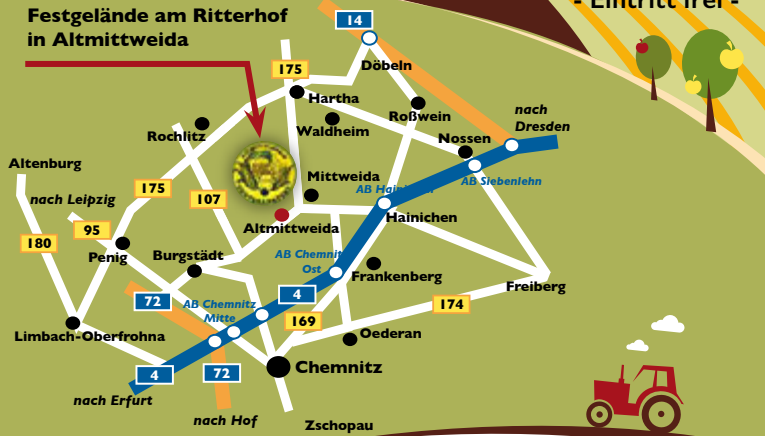 Festgelände am Ritterhof
in Altmittweida
- Eintritt frei -
14
Döbeln
175
Hartha
Roßwein
nach
Dresden
Rochlitz
Waldheim
Nossen
Altenburg
Mittweida
AB Siebenlehn
175
107
nach Leipzig
AB Hainichen
Hainichen
95
Altmittweida
180
Penig
Burgstädt
AB Chemnitz
Ost
Frankenberg
Freiberg
72
4
AB Chemnitz
Mitte
174
169
Limbach-Oberfrohna
Oederan
Chemnitz
4
72
nach Erfurt
nach Hof
Zschopau